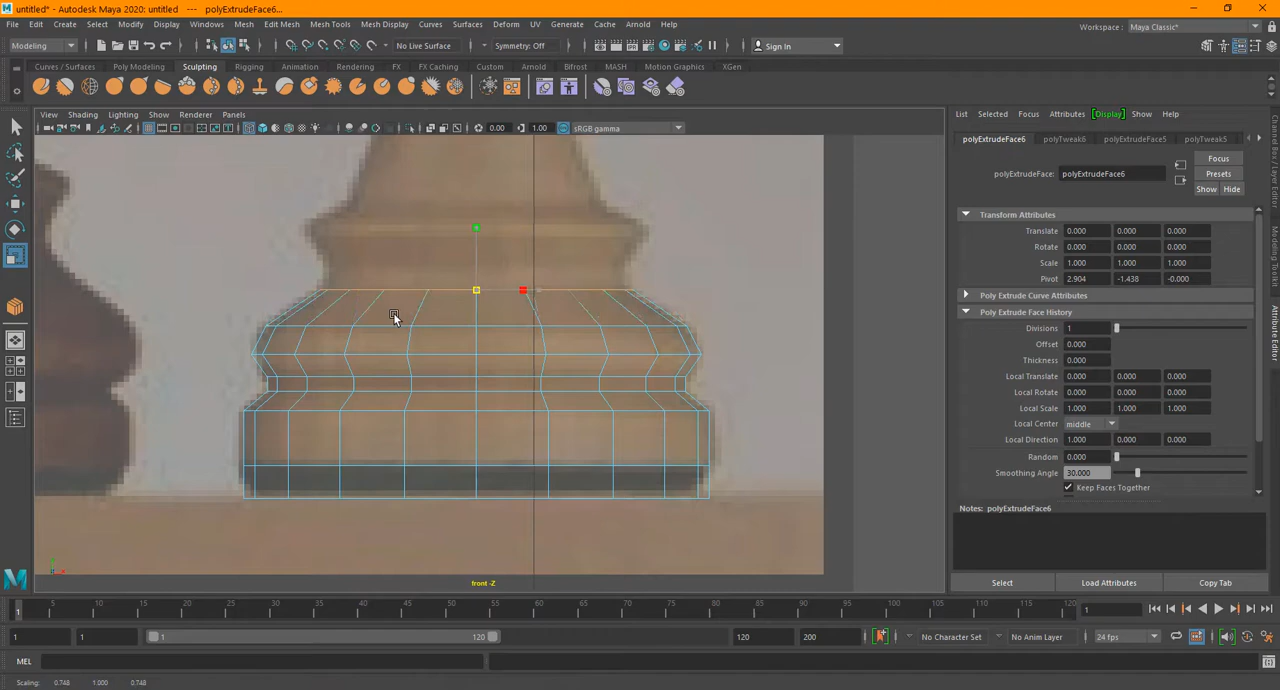 untitled* - Autodesk Maya 2020: untitled --- polyExtrudeFace6...
File Edit Create Select Modify Display Windows Mesh Edit Mesh Mesh Tools Mesh Display Curves Surfaces Deform UV Generate Cache Arnold Help
Workspace : Maya Classic*
Modeling No Live Surface Symmetry: Off Sign In
Curves / Surfaces Poly Modeling Sculpting Rigging Animation Rendering FX FX Caching Custom Arnold Bifrost MASH Motion Graphics XGen
View Shading Lighting Show Renderer Panels
0.00 1.00 sRGB gamma
front -Z
List Selected Focus Attributes Display Show Help
polyExtrudeFace6 polyTweak6 polyExtrudeFace5 polyTweak5
polyExtrudeFace: polyExtrudeFace6
Focus
Presets
Show Hide
Transform Attributes
Translate 0.000 0.000 0.000
Rotate 0.000 0.000 0.000
Scale 1.000 1.000 1.000
Pivot 2.904 -1.438 -0.000
Poly Extrude Curve Attributes
Poly Extrude Face History
Divisions 1
Offset 0.000
Thickness 0.000
Local Translate 0.000 0.000 0.000
Local Rotate 0.000 0.000 0.000
Local Scale 1.000 1.000 1.000
Local Center middle
Local Direction 1.000 0.000 0.000
Random 0.000
Smoothing Angle 30.000
Keep Faces Together
Notes: polyExtrudeFace6
Select Load Attributes Copy Tab
Channel Box / Layer Editor
Modeling Toolkit
Attribute Editor
5 10 15 20 25 30 35 40 45 50 55 60 65 70 75 80 85 90 95 100 105 110 115 120
1 1
1 1 1 120 120 200 No Character Set No Anim Layer 24 fps
MEL
Scaling: 0.748 1.000 0.748